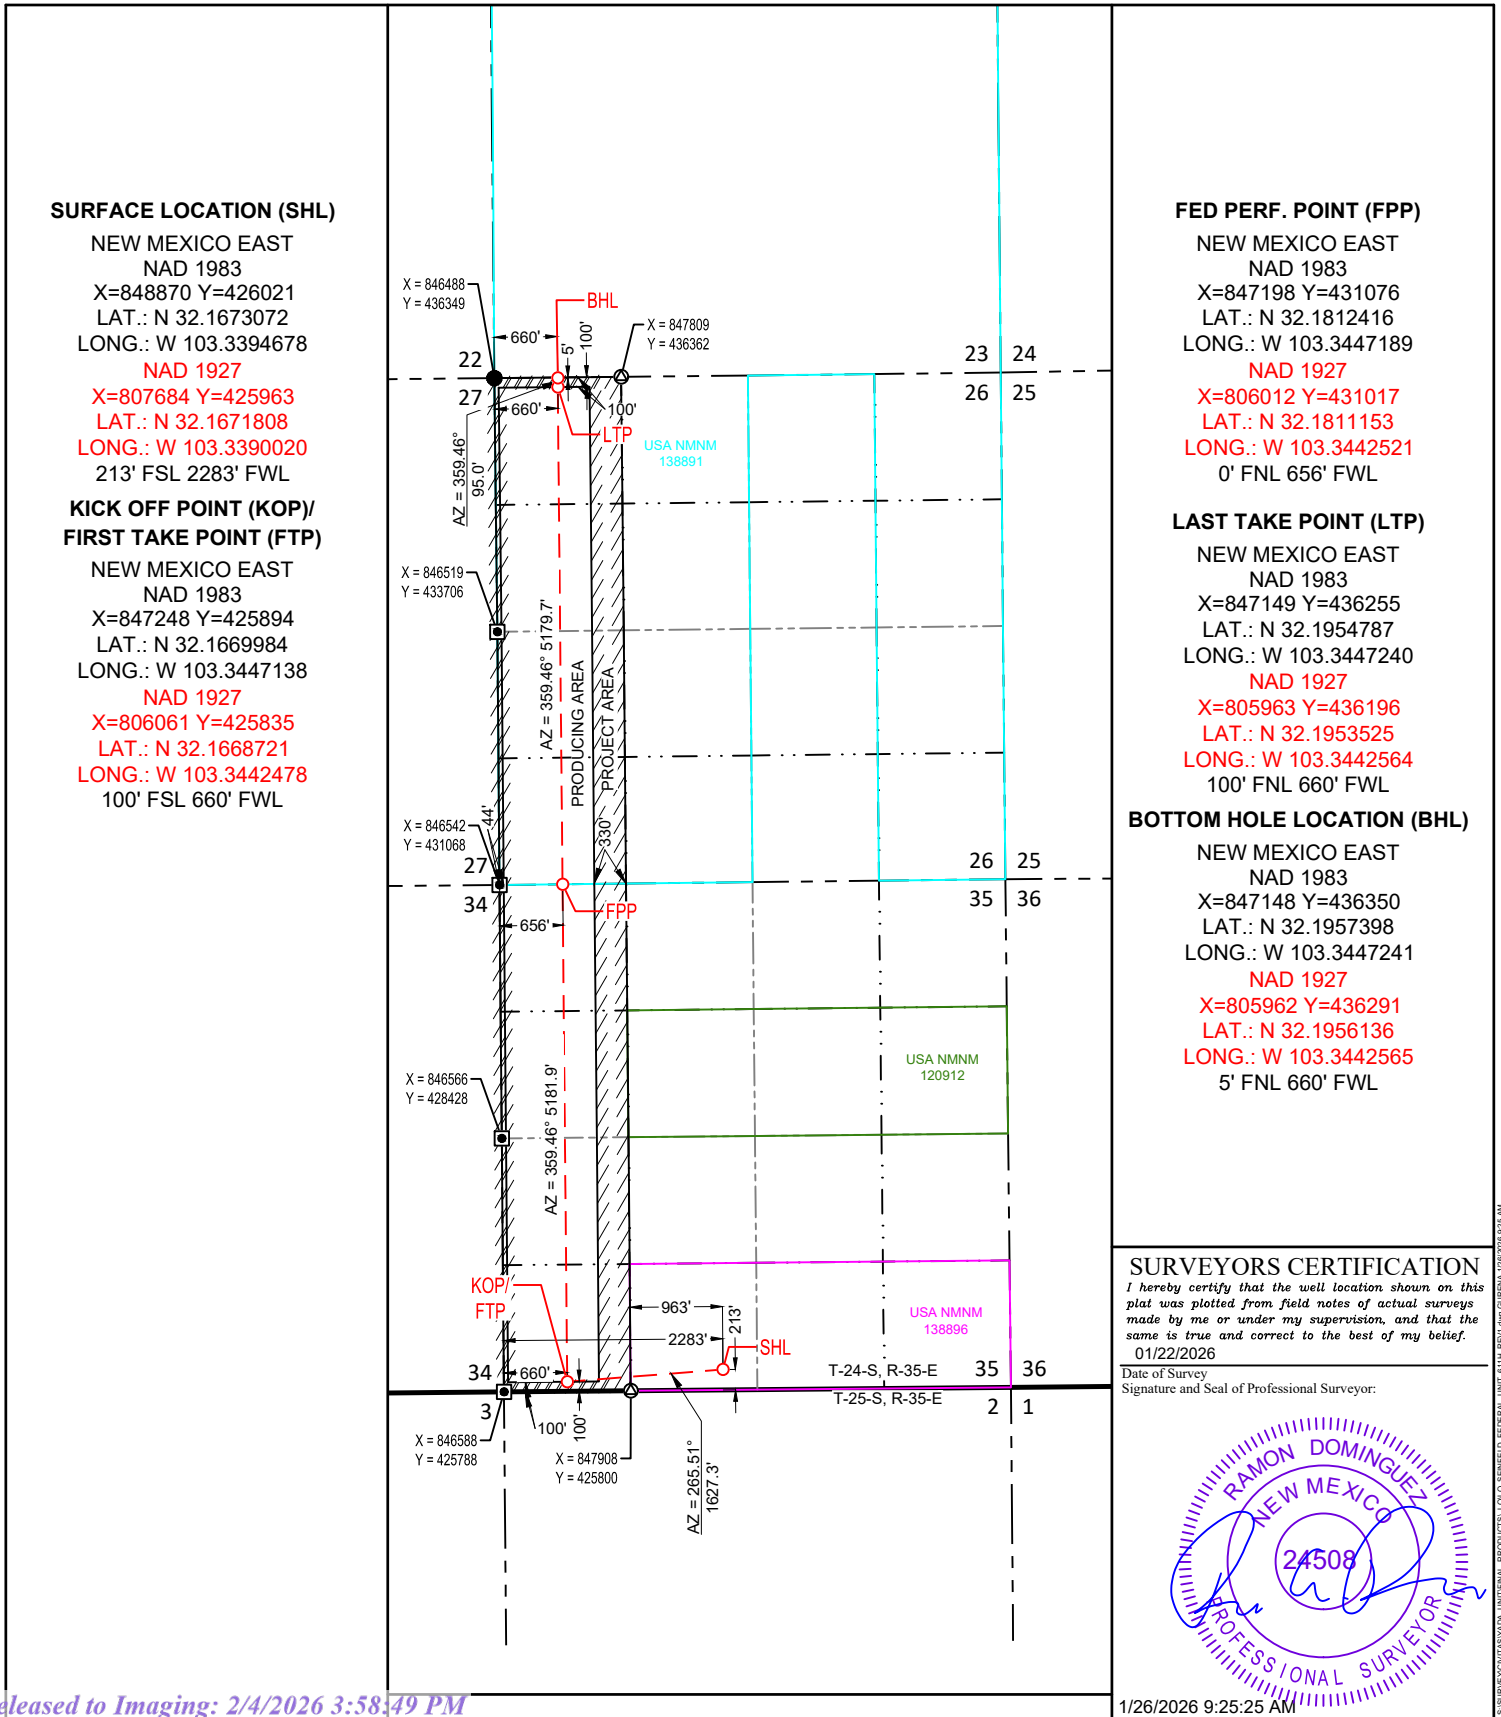 SURFACE LOCATION (SHL)
NEW MEXICO EAST
NAD 1983
X=848870 Y=426021
LAT.: N 32.1673072
LONG.: W 103.3394678
NAD 1927
X=807684 Y=425963
LAT.: N 32.1671808
LONG.: W 103.3390020
213' FSL 2283' FWL
KICK OFF POINT (KOP)/
FIRST TAKE POINT (FTP)
NEW MEXICO EAST
NAD 1983
X=847248 Y=425894
LAT.: N 32.1669984
LONG.: W 103.3447138
NAD 1927
X=806061 Y=425835
LAT.: N 32.1668721
LONG.: W 103.3442478
100' FSL 660' FWL
X = 846488
Y = 436349
BHL
660'
5'
100'
X = 847809
Y = 436362
22
23
24
27
26
25
660'
100'
LTP
AZ = 359.46°
95.0'
USA NMNM
138891
X = 846519
Y = 433706
AZ = 359.46° 5179.7'
PRODUCING AREA
PROJECT AREA
X = 846542
Y = 431068
44'
330'
27
26
25
34
35
36
FPP
656'
USA NMNM
120912
X = 846566
Y = 428428
AZ = 359.46° 5181.9'
KOP/
FTP
963'
213'
2283'
SHL
USA NMNM
138896
34
660'
T-24-S, R-35-E
35
36
3
T-25-S, R-35-E
2
1
100'
100'
X = 846588
Y = 425788
X = 847908
Y = 425800
AZ = 265.51°
1627.3'
FED PERF. POINT (FPP)
NEW MEXICO EAST
NAD 1983
X=847198 Y=431076
LAT.: N 32.1812416
LONG.: W 103.3447189
NAD 1927
X=806012 Y=431017
LAT.: N 32.1811153
LONG.: W 103.3442521
0' FNL 656' FWL
LAST TAKE POINT (LTP)
NEW MEXICO EAST
NAD 1983
X=847149 Y=436255
LAT.: N 32.1954787
LONG.: W 103.3447240
NAD 1927
X=805963 Y=436196
LAT.: N 32.1953525
LONG.: W 103.3442564
100' FNL 660' FWL
BOTTOM HOLE LOCATION (BHL)
NEW MEXICO EAST
NAD 1983
X=847148 Y=436350
LAT.: N 32.1957398
LONG.: W 103.3447241
NAD 1927
X=805962 Y=436291
LAT.: N 32.1956136
LONG.: W 103.3442565
5' FNL 660' FWL
SURVEYORS CERTIFICATION
I hereby certify that the well location shown on this
plat was plotted from field notes of actual surveys
made by me or under my supervision, and that the
same is true and correct to the best of my belief.
01/22/2026
Date of Survey
Signature and Seal of Professional Surveyor:
RAMON DOMINGUEZ
NEW MEXICO
24508
PROFESSIONAL SURVEYOR
1/26/2026 9:25:25 AM
eleased to Imaging: 2/4/2026 3:58:49 PM